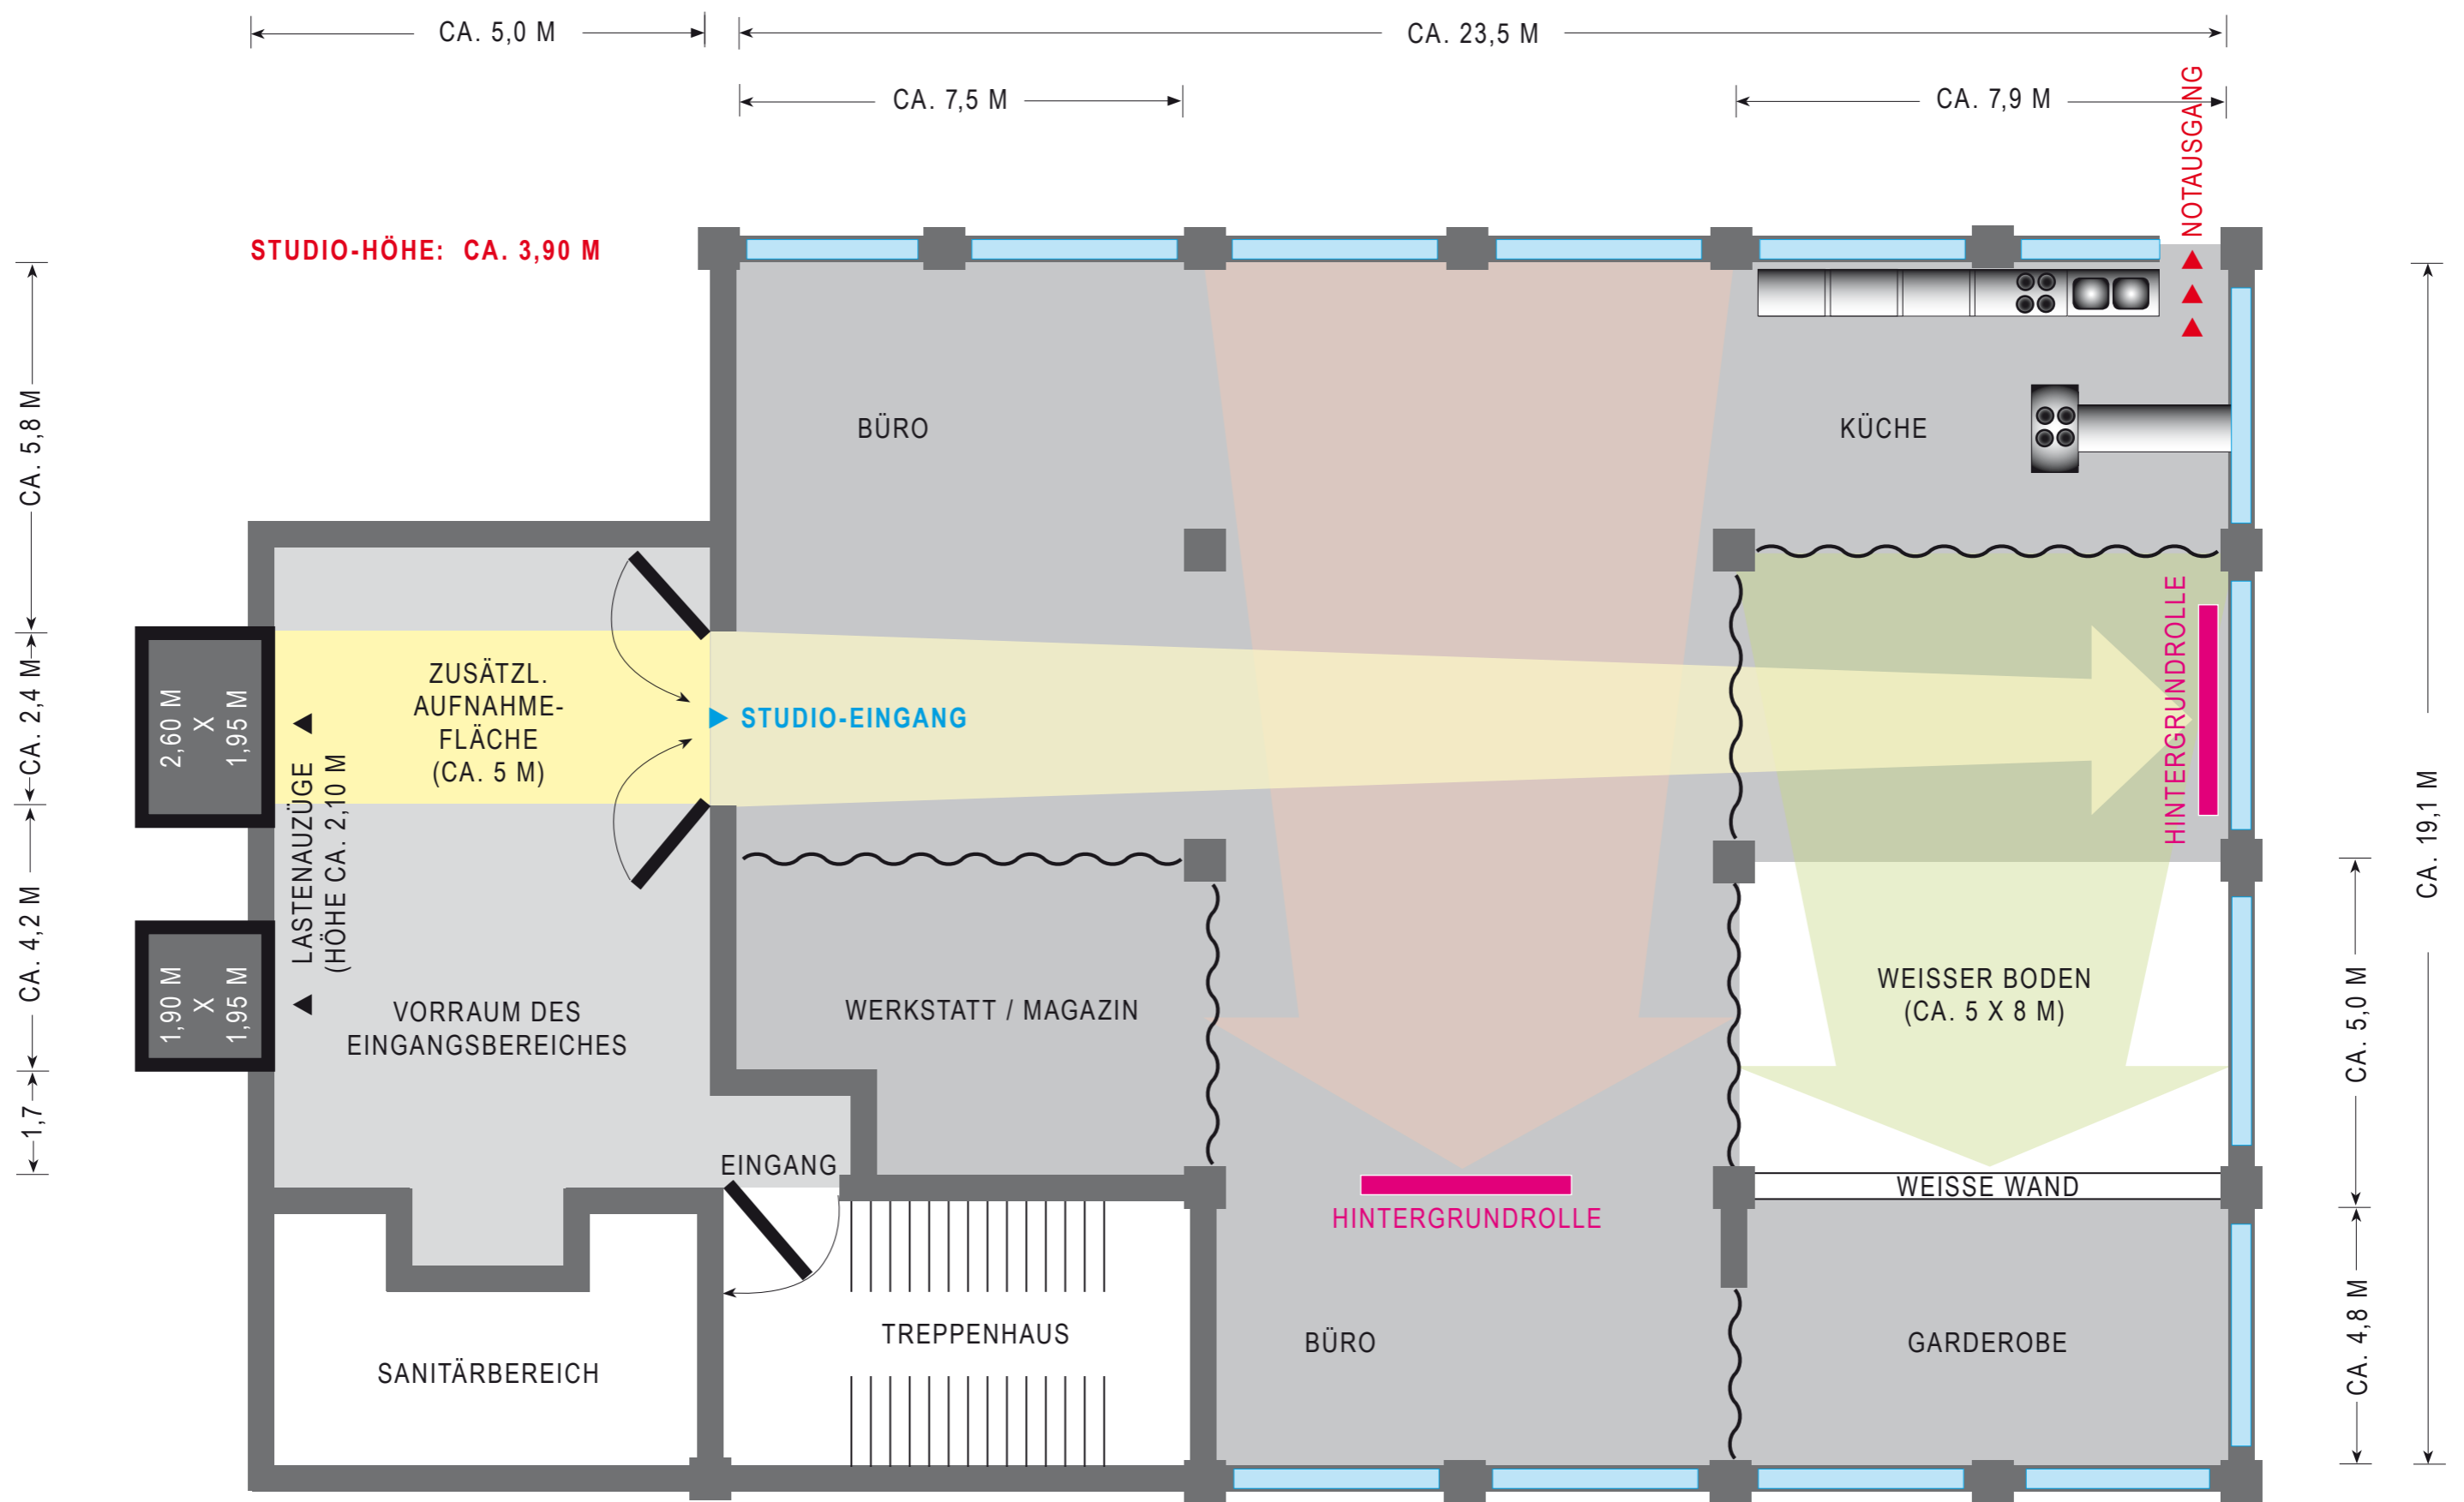 CA. 5,0 M
CA. 23,5 M
CA. 7,5 M
CA. 7,9 M
NOTAUSGANG
STUDIO-HÖHE: CA. 3,90 M
CA. 5,8 M
CA. 2,4 M
CA. 4,2 M
1,7
BÜRO
KÜCHE
ZUSÄTZL.
AUFNAHME-
FLÄCHE
(CA. 5 M)
STUDIO-EINGANG
HINTERGRUNDROLLE
2,60 M
X
1,95 M
LASTENAUZÜGE
(HÖHE CA. 2,10 M
1,90 M
X
1,95 M
VORRAUM DES
EINGANGSBEREICHES
WERKSTATT / MAGAZIN
WEISSER BODEN
(CA. 5 X 8 M)
CA. 19,1 M
CA. 5,0 M
CA. 4,8 M
EINGANG
WEISSE WAND
HINTERGRUNDROLLE
TREPPENHAUS
BÜRO
GARDEROBE
SANITÄRBEREICH